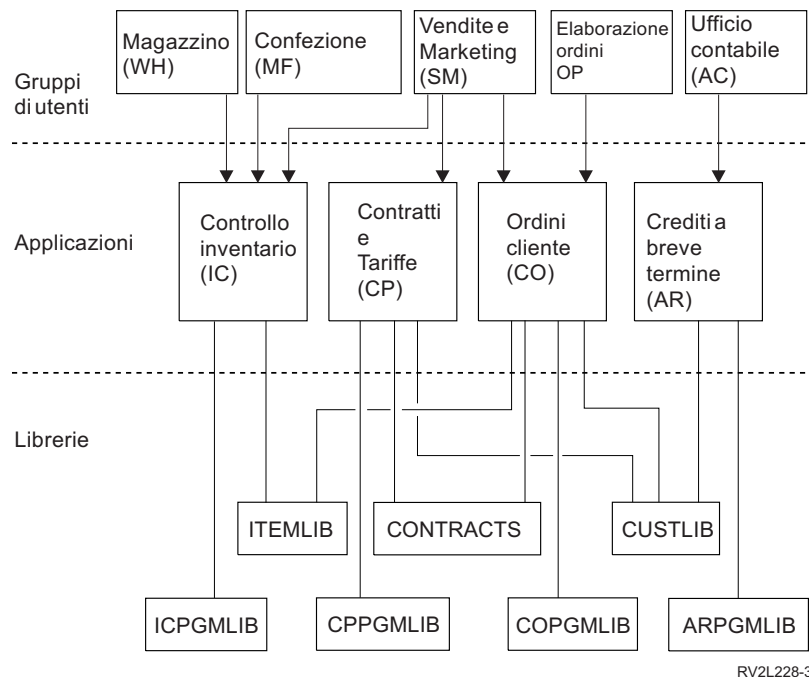 Magazzino
(WH)
Confezione
(MF)
Vendite e
Marketing
(SM)
Elaborazione
ordini
OP
Ufficio
contabile
(AC)
Gruppi
di utenti
Applicazioni
Controllo
inventario
(IC)
Contratti
e
Tariffe
(CP)
Ordini
cliente
(CO)
Crediti a
breve
termine
(AR)
Librerie
ITEMLIB
CONTRACTS
CUSTLIB
ICPGMLIB
CPPGMLIB
COPGMLIB
ARPGMLIB
RV2L228-3